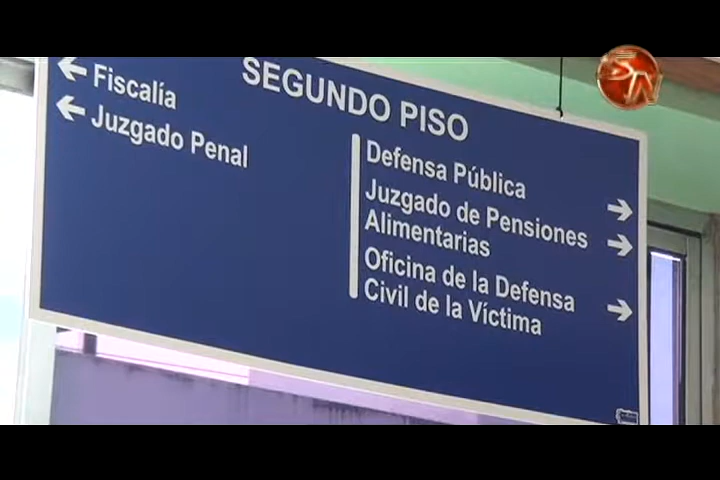 SEGUNDO PISO
Fiscalía
Juzgado Penal
Defensa Pública
Juzgado de Pensiones
Alimentarias
Oficina de la Defensa
Civil de la Víctima